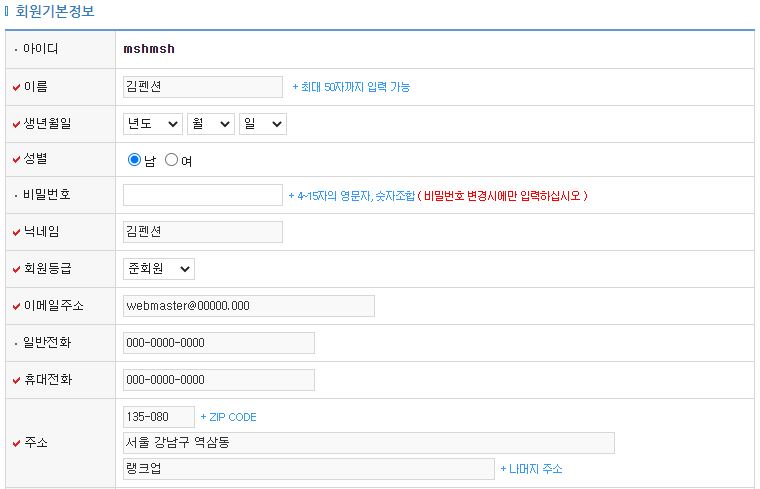 회원기본정보
· 아이디 mshmsh
이름 김펜션 + 최대 50자까지 입력 가능
생년월일 년도 월 일
성별 남 여
· 비밀번호 + 4~15자의 영문자, 숫자조합 ( 비밀번호 변경시에만 입력하십시오 )
닉네임 김펜션
회원등급 준회원
이메일주소 webmaster@00000.000
· 일반전화 000-0000-0000
휴대전화 000-0000-0000
135-080 + ZIP CODE
주소 서울 강남구 역삼동
랭크업 + 나머지 주소